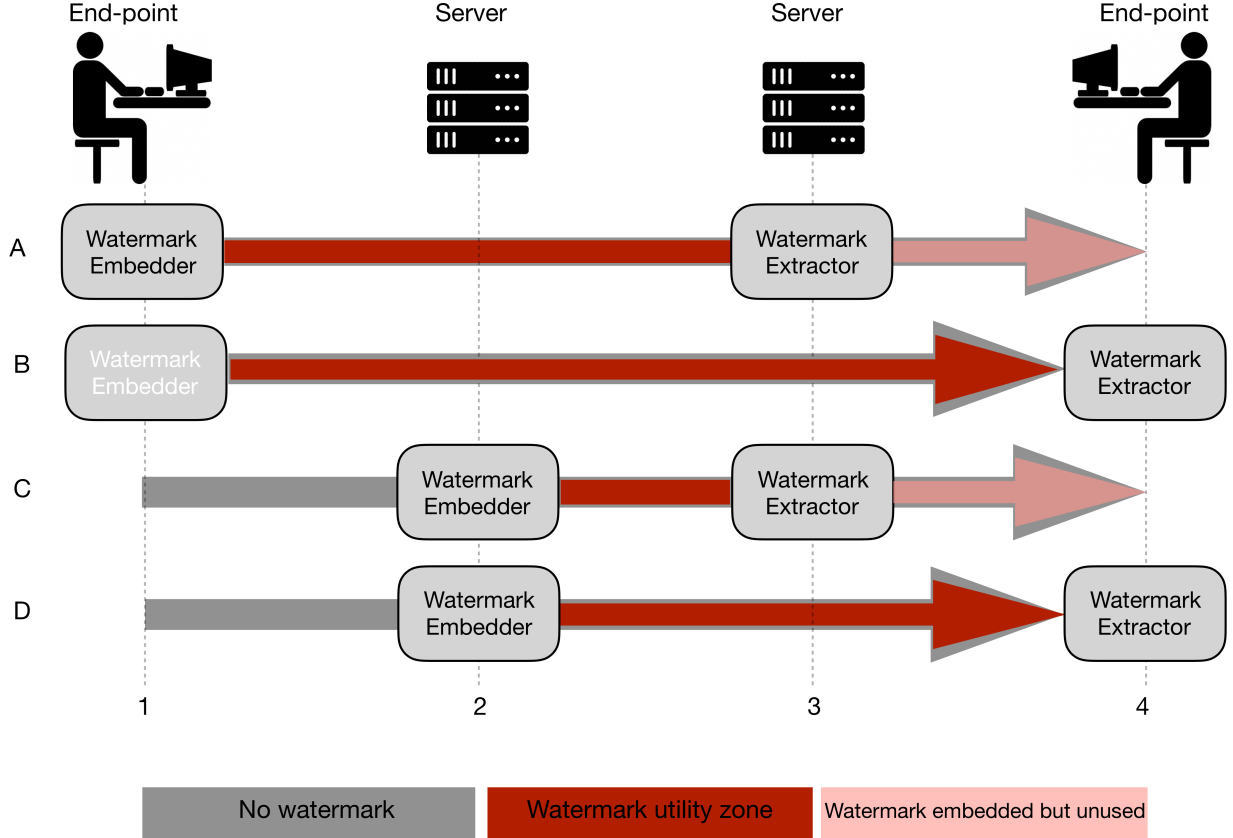 End-point Server Server End-point
A
Watermark
Embedder
Watermark
Extractor
B
Watermark
Embedder
Watermark
Extractor
C
Watermark
Embedder
Watermark
Extractor
D
Watermark
Embedder
Watermark
Extractor
1 2 3 4
No watermark Watermark utility zone Watermark embedded but unused